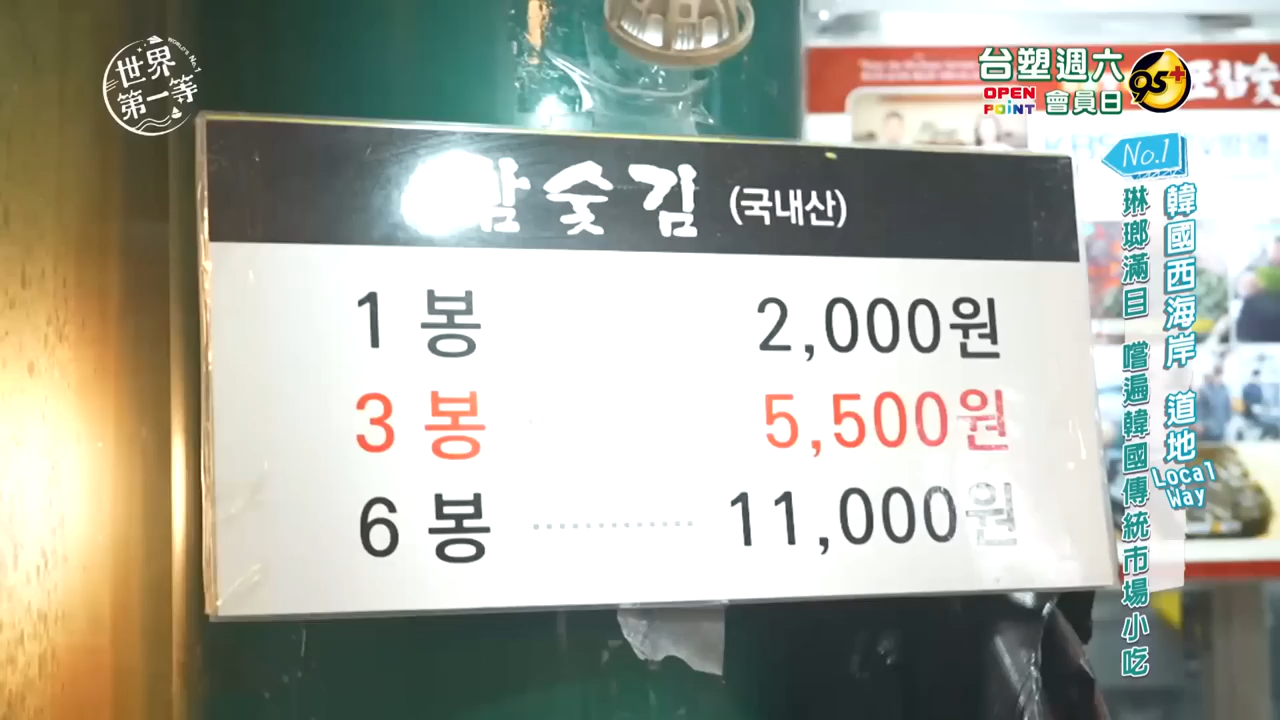 世界
第一等
WORLD'S No.1
台塑週六
OPEN POINT 會員日
95+
No.1
韓國西海岸 道地 Local Way
琳瑯滿目 嚐遍韓國傳統市場小吃
숯김 (국내산)
1 봉 2,000원
3 봉 5,500원
6 봉 11,000원